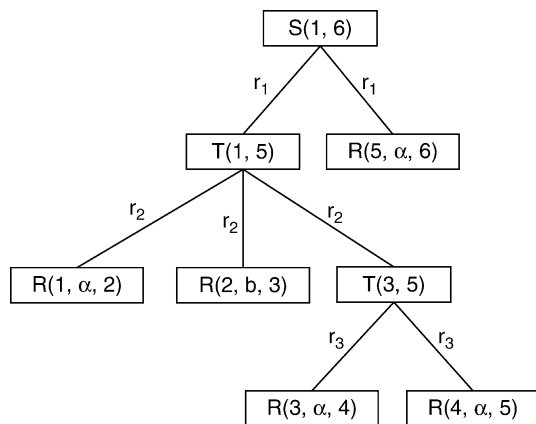 S(1, 6)
r₁ r₁
T(1, 5) R(5, α, 6)
r₂ r₂ r₂
R(1, α, 2) R(2, b, 3) T(3, 5)
r₃ r₃
R(3, α, 4) R(4, α, 5)